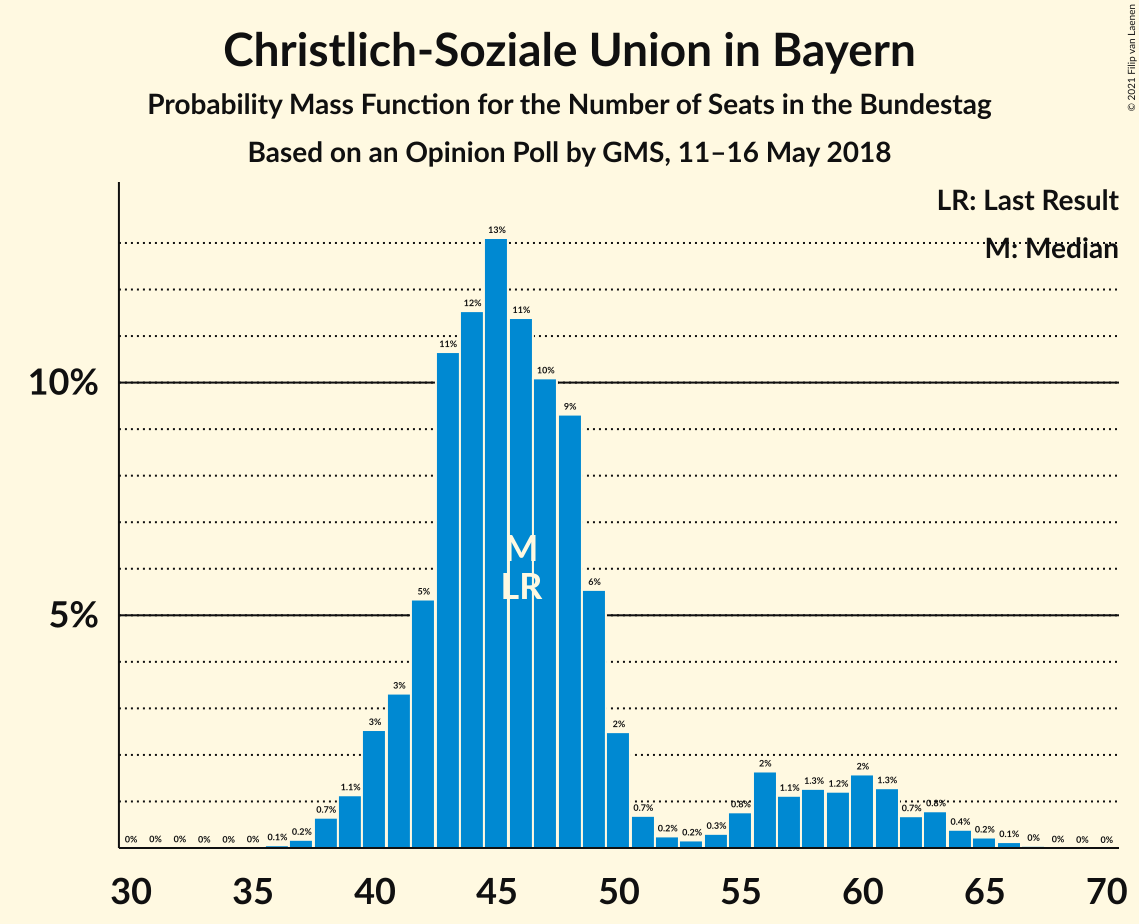 Christlich-Soziale Union in Bayern
Probability Mass Function for the Number of Seats in the Bundestag
Based on an Opinion Poll by GMS, 11–16 May 2018
© 2021 Filip van Laenen
LR: Last Result
M: Median
10%
5%
0% 0% 0% 0% 0% 0% 0.1% 0.2% 0.7% 1.1% 3% 3% 5% 11% 12% 13% 11% 10% 9% 6% 2% 0.7% 0.2% 0.2% 0.3% 0.8% 2% 1.1% 1.3% 1.2% 2% 1.3% 0.7% 0.8% 0.4% 0.2% 0.1% 0% 0% 0% 0%
M
LR
30 35 40 45 50 55 60 65 70